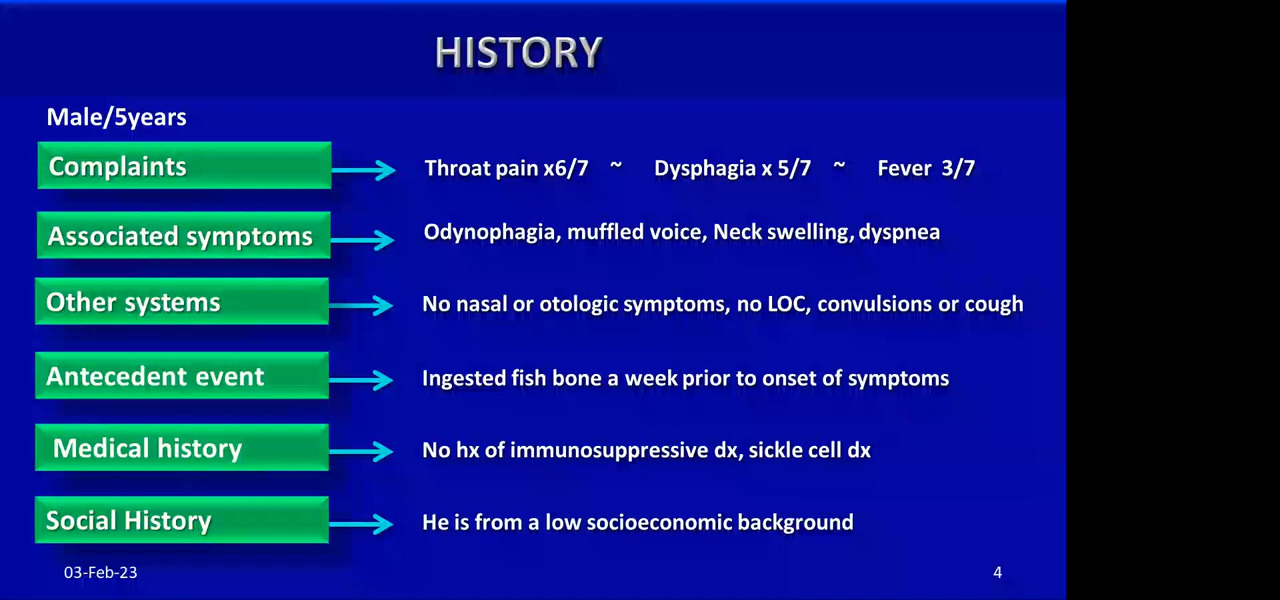 HISTORY
Male/5years
Complaints
Throat pain x6/7 ~ Dysphagia x 5/7 ~ Fever 3/7
Associated symptoms
Odynophagia, muffled voice, Neck swelling, dyspnea
Other systems
No nasal or otologic symptoms, no LOC, convulsions or cough
Antecedent event
Ingested fish bone a week prior to onset of symptoms
Medical history
No hx of immunosuppressive dx, sickle cell dx
Social History
He is from a low socioeconomic background
03-Feb-23
4